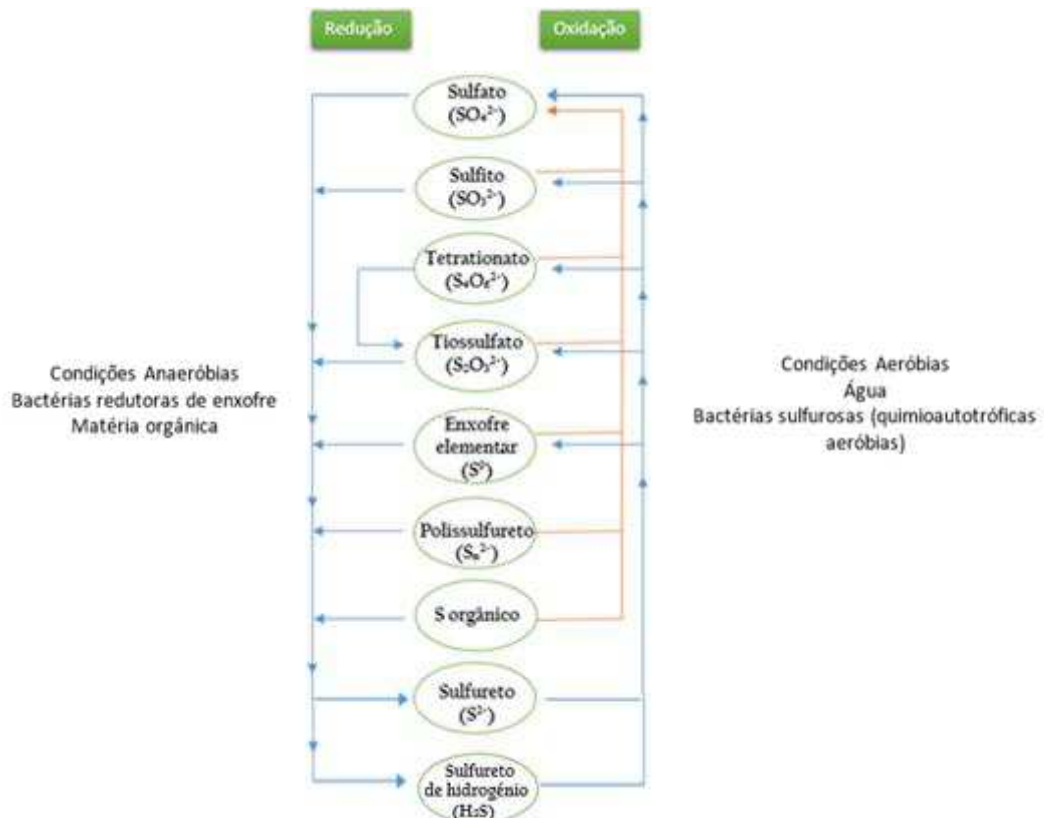 Redução
Oxidação
Sulfato
(SO₄²⁻)
Sulfito
(SO₃²⁻)
Tetrationato
(S₄O₆²⁻)
Tiossulfato
(S₂O₃²⁻)
Enxofre
elementar
(S⁰)
Polissulfureto
(Sₙ²⁻)
S orgânico
Sulfureto
(S²⁻)
Sulfureto
de hidrogénio
(H₂S)
Condições Anaeróbias
Bactérias redutoras de enxofre
Matéria orgânica
Condições Aeróbias
Água
Bactérias sulfurosas (quimioautotróficas
aeróbias)